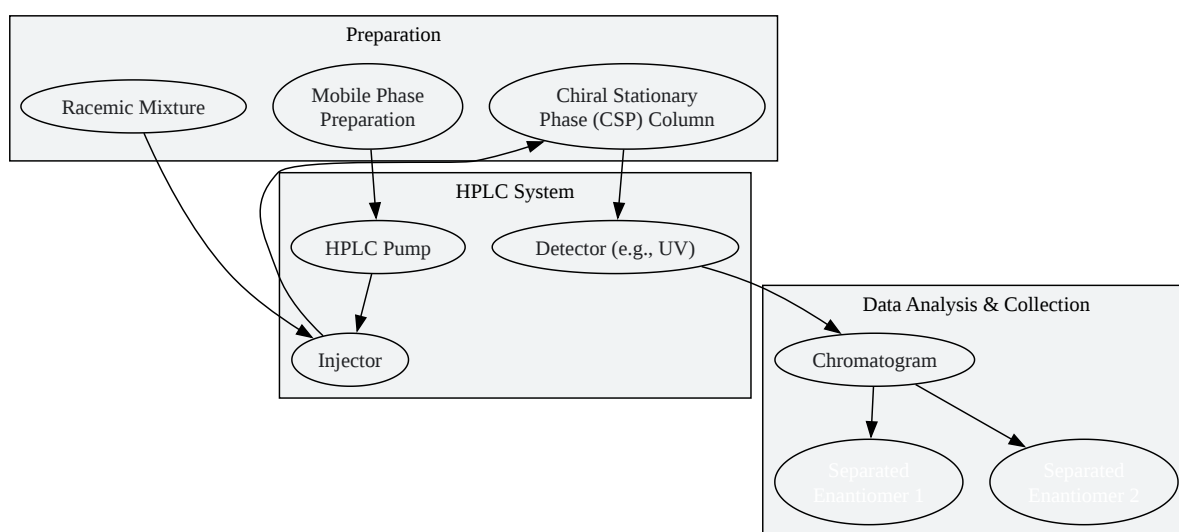 Preparation
Racemic Mixture
Mobile Phase
Preparation
Chiral Stationary
Phase (CSP) Column
HPLC System
HPLC Pump
Detector (e.g., UV)
Injector
Data Analysis & Collection
Chromatogram
Separated
Enantiomer 1
Separated
Enantiomer 2